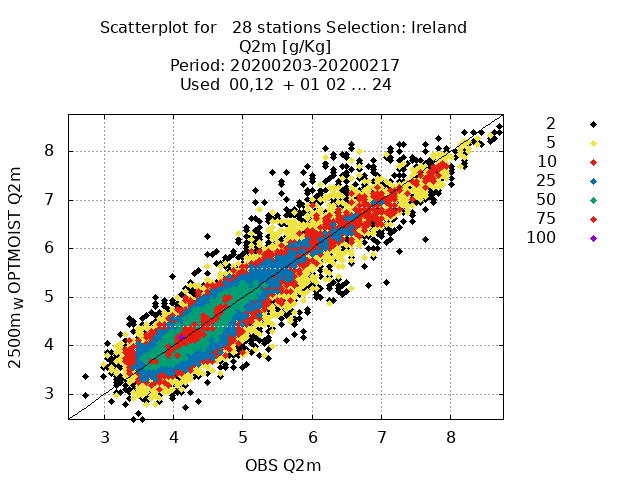 Scatterplot for 28 stations Selection: Ireland
Q2m [g/Kg]
Period: 20200203-20200217
Used 00,12 + 01 02 ... 24
2
5
10
25
50
75
100
8
7
6
5
4
3
2500m_W OPTMOIST Q2m
3 4 5 6 7 8
OBS Q2m